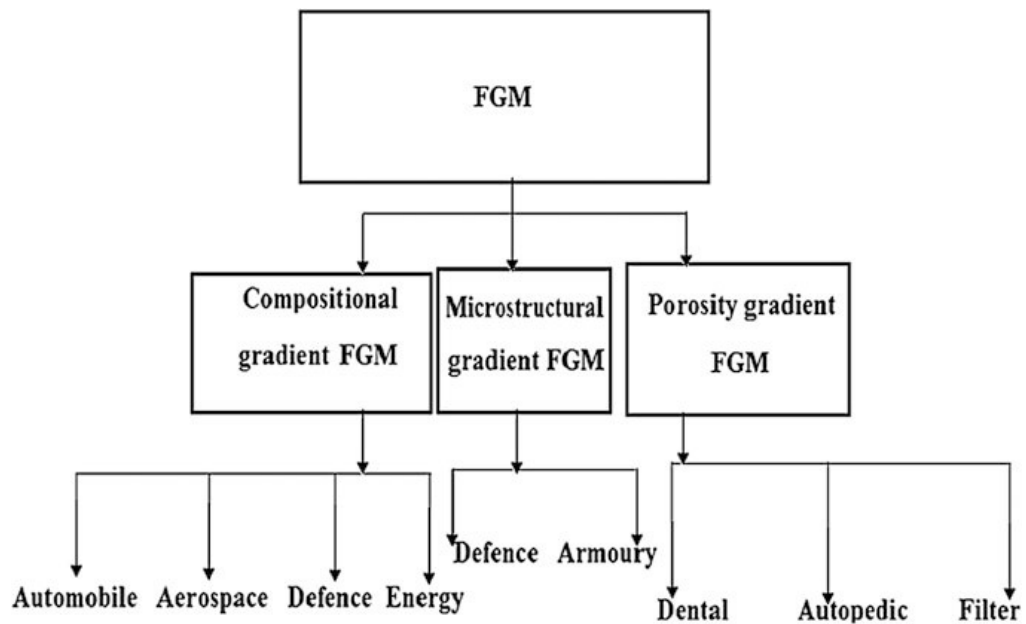 FGM
Compositional
gradient FGM
Microstructural
gradient FGM
Porosity gradient
FGM
Automobile
Aerospace
Defence
Energy
Defence
Armoury
Dental
Autopedic
Filter